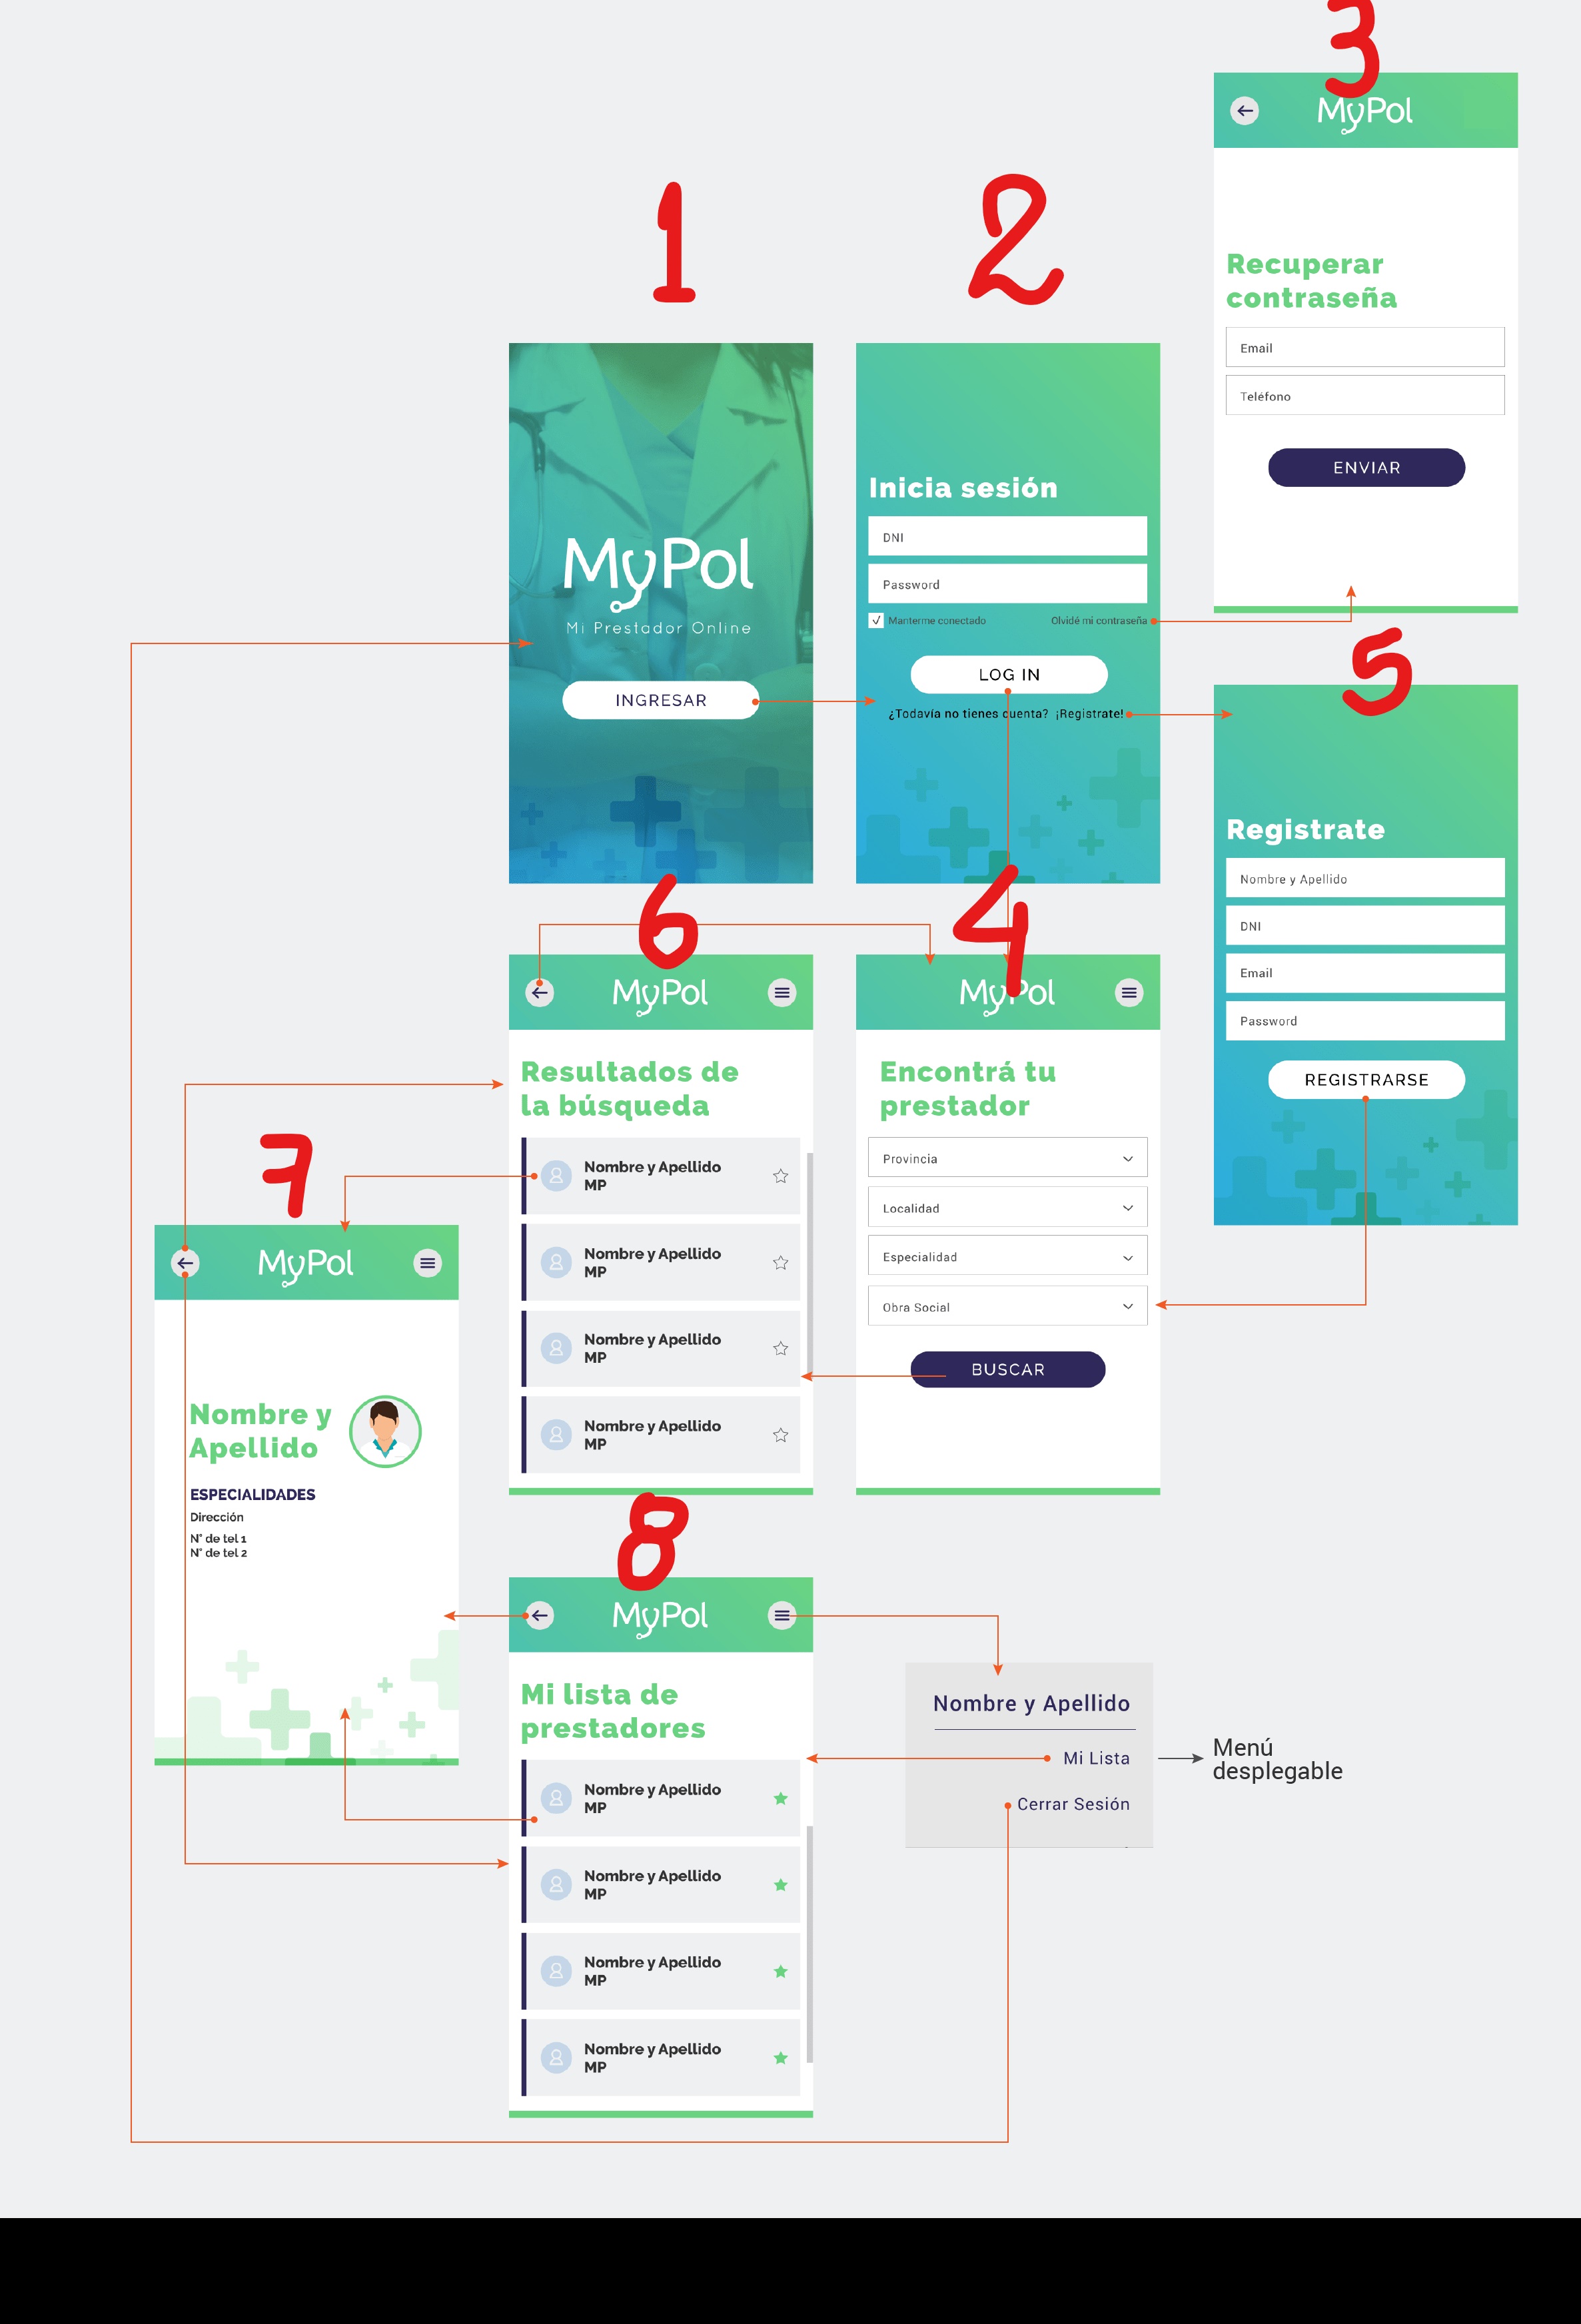 1
MyPol
Mi Prestador Online
INGRESAR
2
Inicia sesión
DNI
Password
Manterme conectado
Olvidé mi contraseña
LOG IN
¿Todavía no tienes cuenta? ¡Registrate!
3
MyPol
Recuperar
contraseña
Email
Teléfono
ENVIAR
4
MyPol
Encontrá tu
prestador
Provincia
Localidad
Especialidad
Obra Social
BUSCAR
5
Registrate
Nombre y Apellido
DNI
Email
Password
REGISTRARSE
6
MyPol
Resultados de
la búsqueda
Nombre y Apellido
MP
Nombre y Apellido
MP
Nombre y Apellido
MP
Nombre y Apellido
MP
7
MyPol
Nombre y
Apellido
ESPECIALIDADES
Dirección
N° de tel 1
N° de tel 2
8
MyPol
Mi lista de
prestadores
Nombre y Apellido
MP
Nombre y Apellido
MP
Nombre y Apellido
MP
Nombre y Apellido
MP
Nombre y Apellido
Mi Lista
Cerrar Sesión
Menú
desplegable